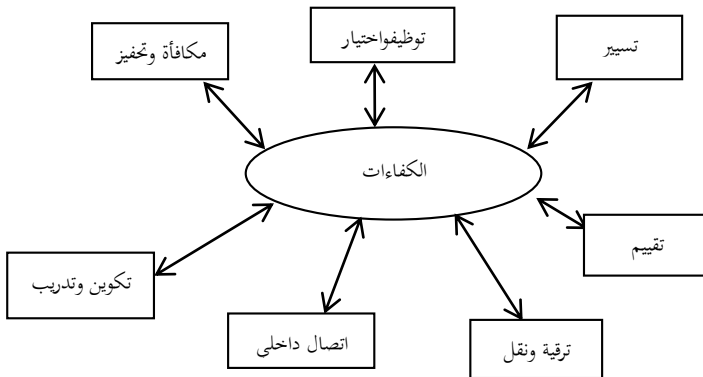 تسيير
توظيفواختيار
مكافأة وتحفيز
الكفاءات
تقييم
تكوين وتدريب
اتصال داخلي
ترقية ونقل